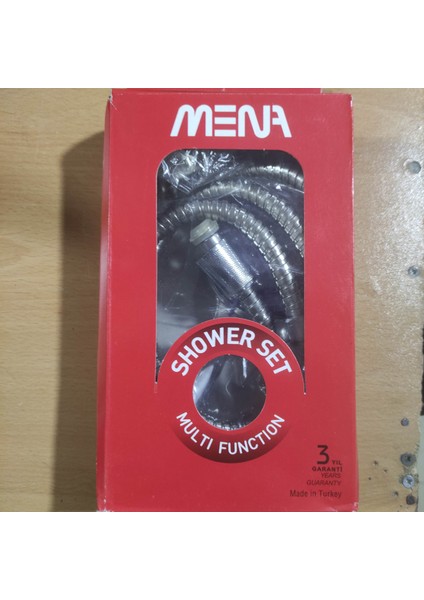 MENA
SHOWER SET
MULTI FUNCTION
3 YIL
GARANTİ
YEARS
GUARANTY
Made in Turkey